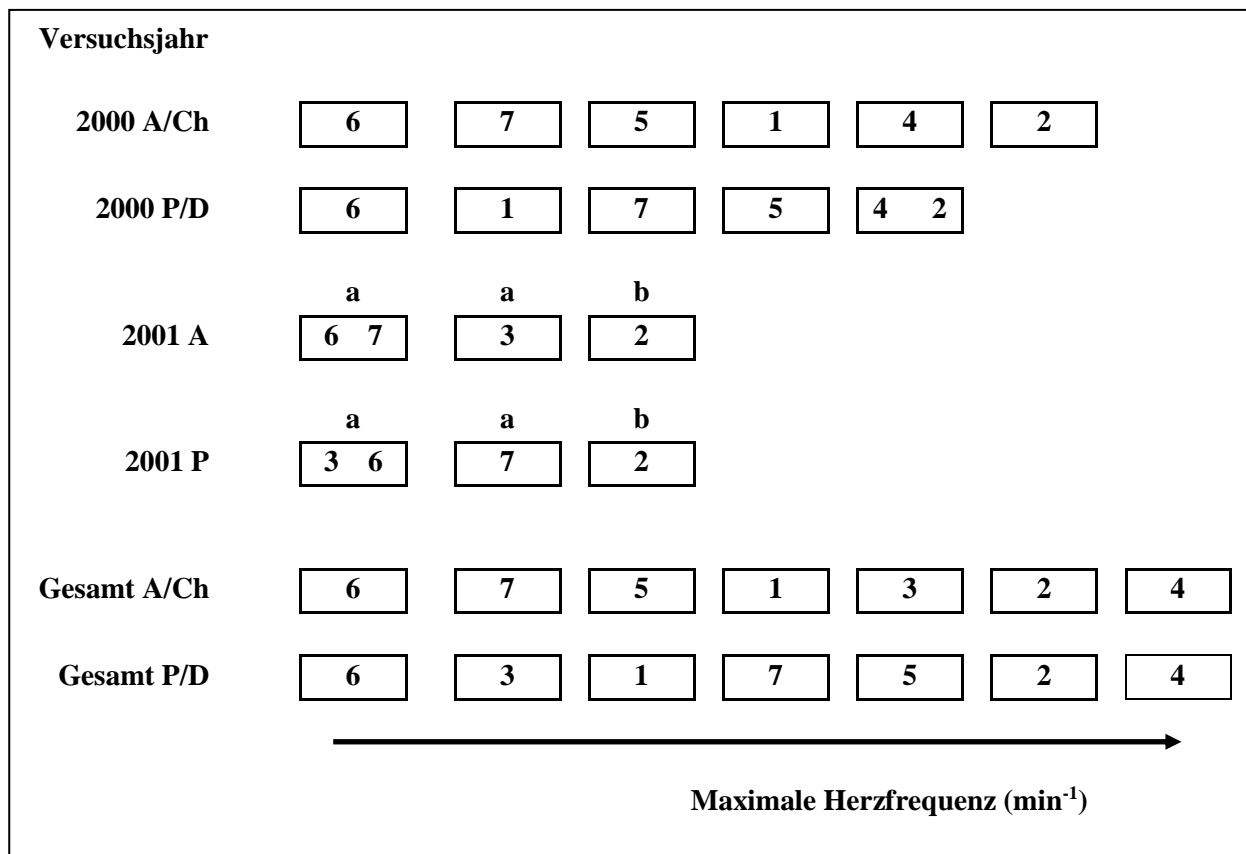 Versuchsjahr
2000 A/Ch 6 7 5 1 4 2
2000 P/D 6 1 7 5 4 2
a a b
2001 A 6 7 3 2
a a b
2001 P 3 6 7 2
Gesamt A/Ch 6 7 5 1 3 2 4
Gesamt P/D 6 3 1 7 5 2 4
Maximale Herzfrequenz (min⁻¹)